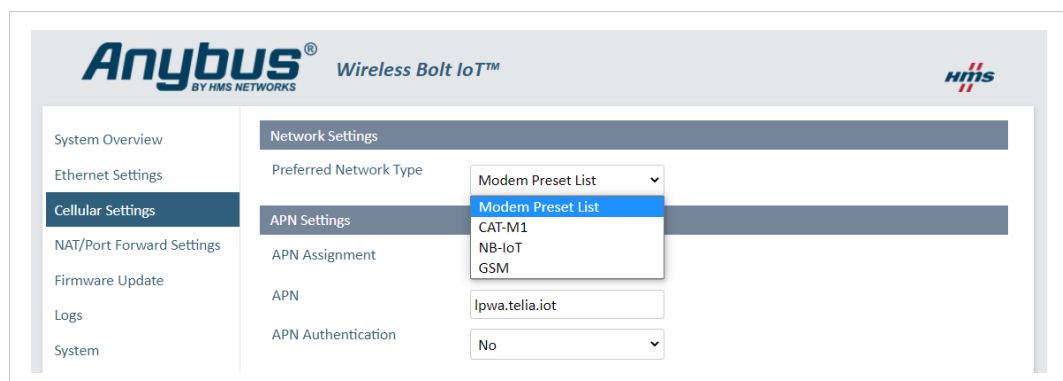 Anybus®
BY HMS NETWORKS
Wireless Bolt IoT™
HMS
System Overview
Ethernet Settings
Cellular Settings
NAT/Port Forward Settings
Firmware Update
Logs
System
Network Settings
Preferred Network Type
Modem Preset List
Modem Preset List
CAT-M1
NB-IoT
GSM
APN Settings
APN Assignment
APN
lpwa.telia.iot
APN Authentication
No